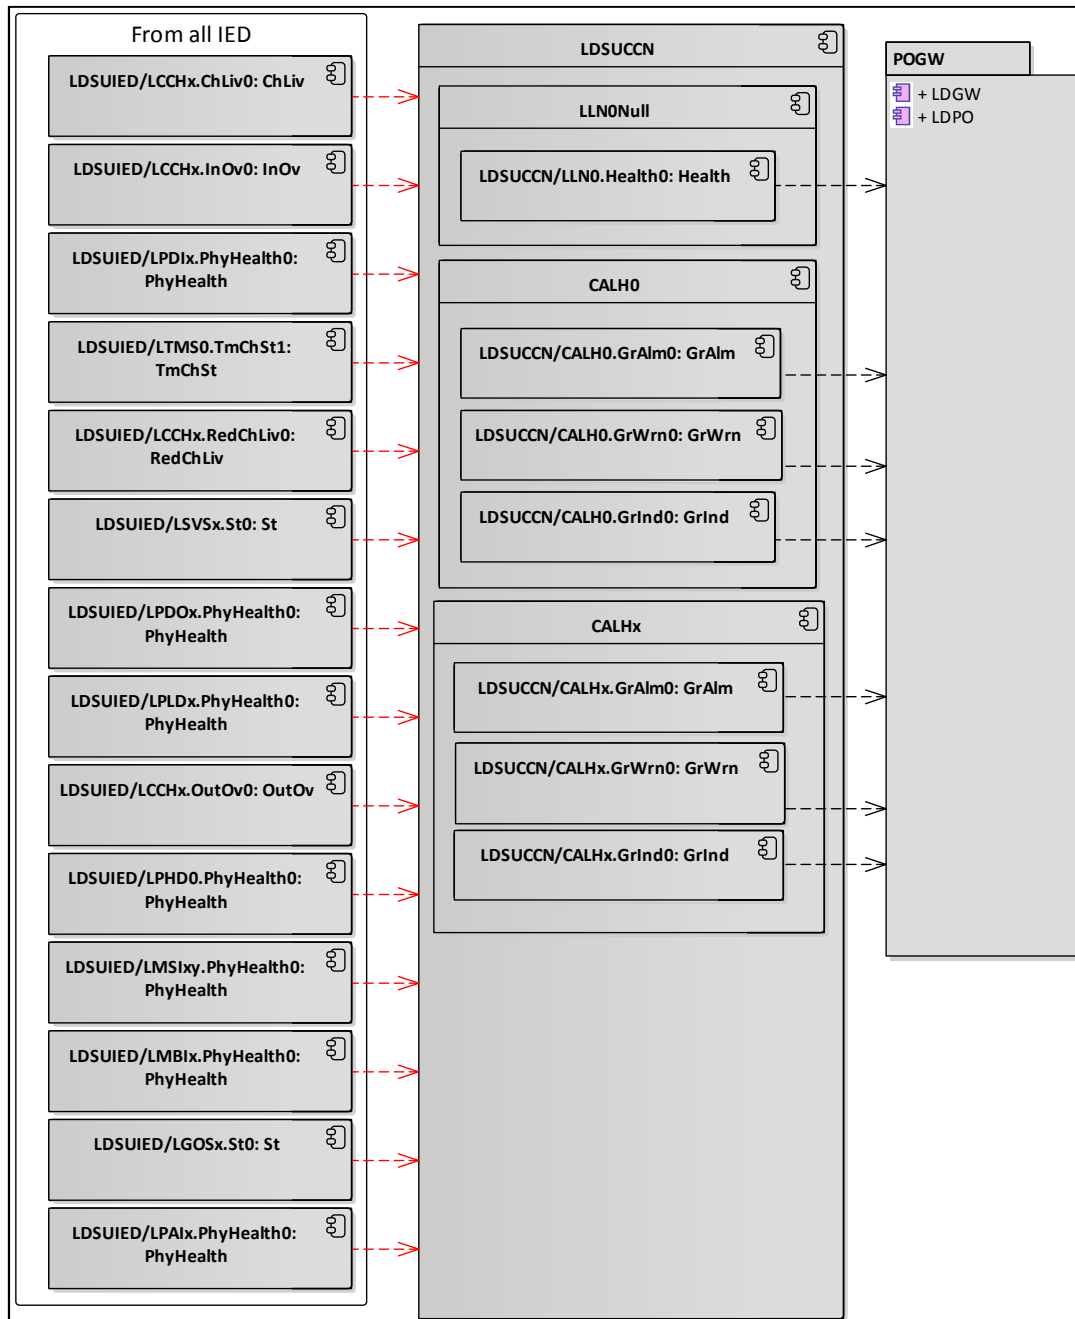 From all IED
LDSUIED/LCCHx.ChLiv0: ChLiv
LDSUIED/LCCHx.InOv0: InOv
LDSUIED/LPDIx.PhyHealth0:
PhyHealth
LDSUIED/LTMS0.TmChSt1:
TmChSt
LDSUIED/LCCHx.RedChLiv0:
RedChLiv
LDSUIED/LSVSx.St0: St
LDSUIED/LPDOx.PhyHealth0:
PhyHealth
LDSUIED/LPLDx.PhyHealth0:
PhyHealth
LDSUIED/LCCHx.OutOv0: OutOv
LDSUIED/LPHD0.PhyHealth0:
PhyHealth
LDSUIED/LMSIxy.PhyHealth0:
PhyHealth
LDSUIED/LMBIx.PhyHealth0:
PhyHealth
LDSUIED/LGOSx.St0: St
LDSUIED/LPAIx.PhyHealth0:
PhyHealth
LDSUCCN
LLN0Null
LDSUCCN/LLN0.Health0: Health
CALH0
LDSUCCN/CALH0.GrAlm0: GrAlm
LDSUCCN/CALH0.GrWrn0: GrWrn
LDSUCCN/CALH0.GrInd0: GrInd
CALHx
LDSUCCN/CALHx.GrAlm0: GrAlm
LDSUCCN/CALHx.GrWrn0: GrWrn
LDSUCCN/CALHx.GrInd0: GrInd
POGW
+ LDGW
+ LDPO